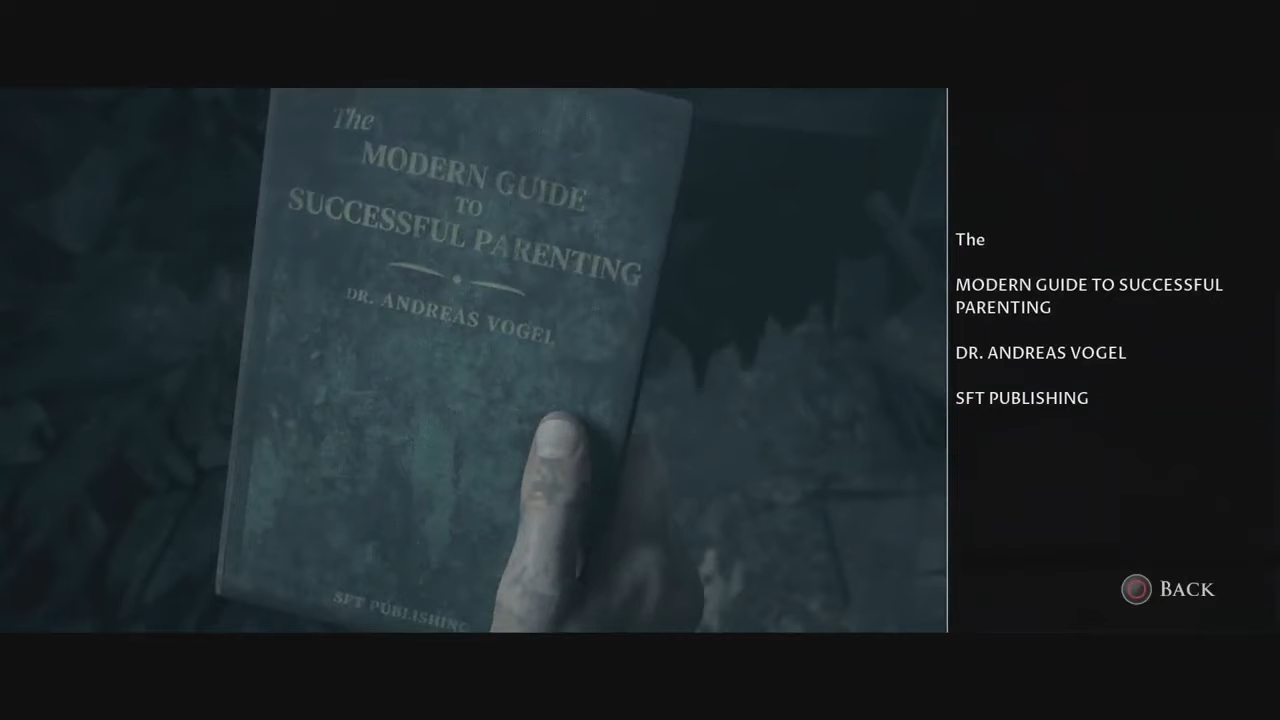 The
MODERN GUIDE
TO
SUCCESSFUL PARENTING
DR. ANDREAS VOGEL
SFT PUBLISHING
The
MODERN GUIDE TO SUCCESSFUL
PARENTING
DR. ANDREAS VOGEL
SFT PUBLISHING
BACK